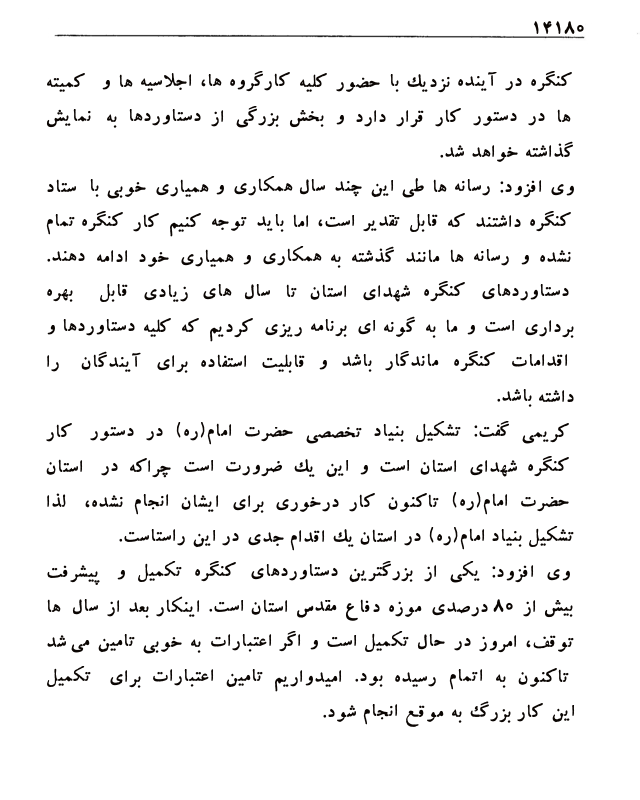 ۱۴۱۸۰
کنگره در آینده نزدیك با حضور کلیه کارگروه ها، اجلاسیه ها و کمیته
ها در دستور کار قرار دارد و بخش بزرگی از دستاوردها به نمایش
گذاشته خواهد شد.
وی افزود: رسانه ها طی این چند سال همکاری و همیاری خوبی با ستاد
کنگره داشتند که قابل تقدیر است، اما باید توجه کنیم کار کنگره تمام
نشده و رسانه ها مانند گذشته به همکاری و همیاری خود ادامه دهند.
دستاوردهای کنگره شهدای استان تا سال های زیادی قابل بهره
برداری است و ما به گونه ای برنامه ریزی کردیم که کلیه دستاوردها و
اقدامات کنگره ماندگار باشد و قابلیت استفاده برای آیندگان را
داشته باشد.
کریمی گفت: تشکیل بنیاد تخصصی حضرت امام(ره) در دستور کار
کنگره شهدای استان است و این یك ضرورت است چراکه در استان
حضرت امام(ره) تاکنون کار درخوری برای ایشان انجام نشده، لذا
تشکیل بنیاد امام(ره) در استان یك اقدام جدی در این راستاست.
وی افزود: یکی از بزرگترین دستاوردهای کنگره تکمیل و پیشرفت
بیش از ۸۰ درصدی موزه دفاع مقدس استان است. اینکار بعد از سال ها
توقف، امروز در حال تکمیل است و اگر اعتبارات به خوبی تامین می شد
تاکنون به اتمام رسیده بود. امیدواریم تامین اعتبارات برای تکمیل
این کار بزرگ به موقع انجام شود.